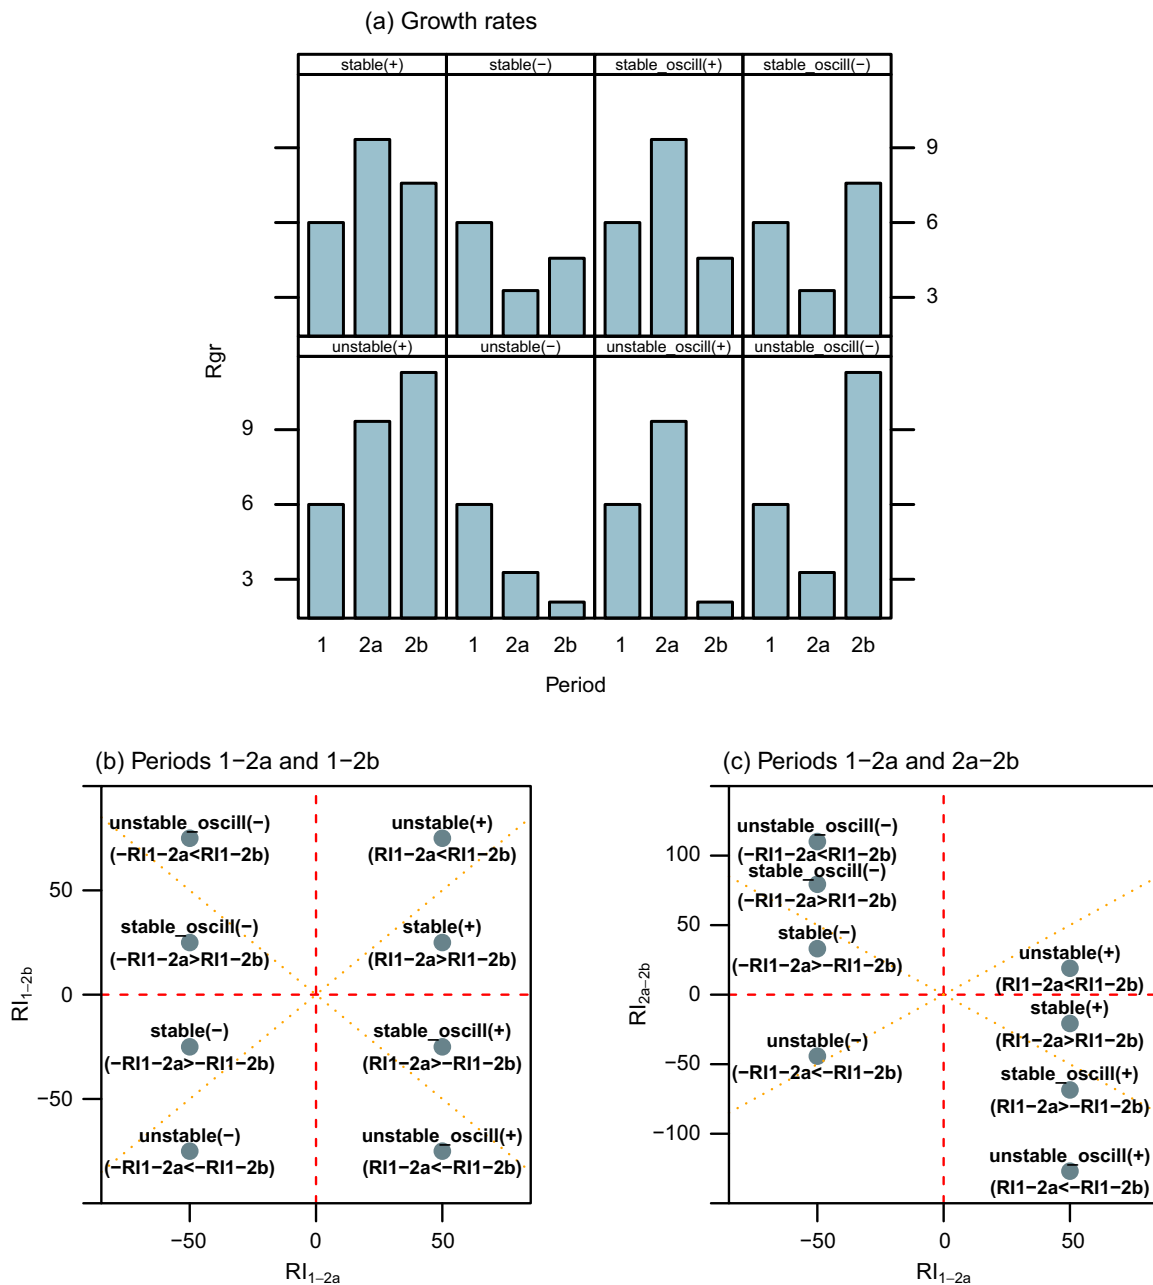 (a) Growth rates
stable(+) stable(−) stable_oscill(+) stable_oscill(−)
9
6
3
unstable(+) unstable(−) unstable_oscill(+) unstable_oscill(−)
Rgr
9
6
3
1 2a 2b 1 2a 2b 1 2a 2b 1 2a 2b
Period
(b) Periods 1−2a and 1−2b
unstable_oscill(−) unstable(+)
(−RI1−2a<RI1−2b) (RI1−2a<RI1−2b)
50
stable_oscill(−) stable(+)
(−RI1−2a>RI1−2b) (RI1−2a>RI1−2b)
RI1−2b
0
stable(−) stable_oscill(+)
(−RI1−2a>−RI1−2b) (RI1−2a>−RI1−2b)
−50
unstable(−) unstable_oscill(+)
(−RI1−2a<−RI1−2b) (RI1−2a<−RI1−2b)
−50 0 50
RI1−2a
(c) Periods 1−2a and 2a−2b
unstable_oscill(−)
100
(−RI1−2a<RI1−2b)
stable_oscill(−)
(−RI1−2a>RI1−2b)
50
stable(−)
(−RI1−2a>−RI1−2b)
unstable(+)
(RI1−2a<RI1−2b)
RI2a−2b
0
stable(+)
(RI1−2a>RI1−2b)
unstable(−)
−50
(−RI1−2a<−RI1−2b)
stable_oscill(+)
(RI1−2a>−RI1−2b)
−100
unstable_oscill(+)
(RI1−2a<−RI1−2b)
−50 0 50
RI1−2a